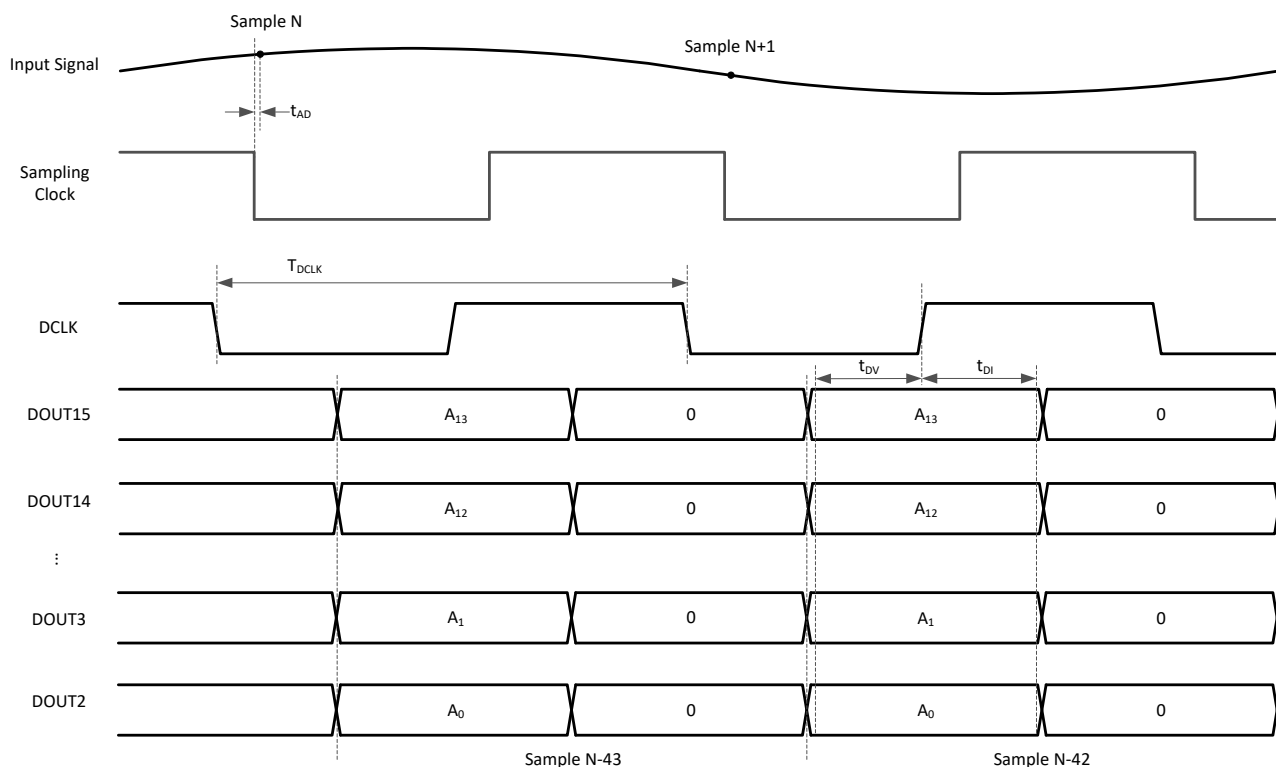 Sample N
Sample N+1
Input Signal
tAD
Sampling
Clock
TDCLK
DCLK
tDV
tDI
DOUT15
A13
0
A13
0
DOUT14
A12
0
A12
0
...
DOUT3
A1
0
A1
0
DOUT2
A0
0
A0
0
Sample N-43
Sample N-42